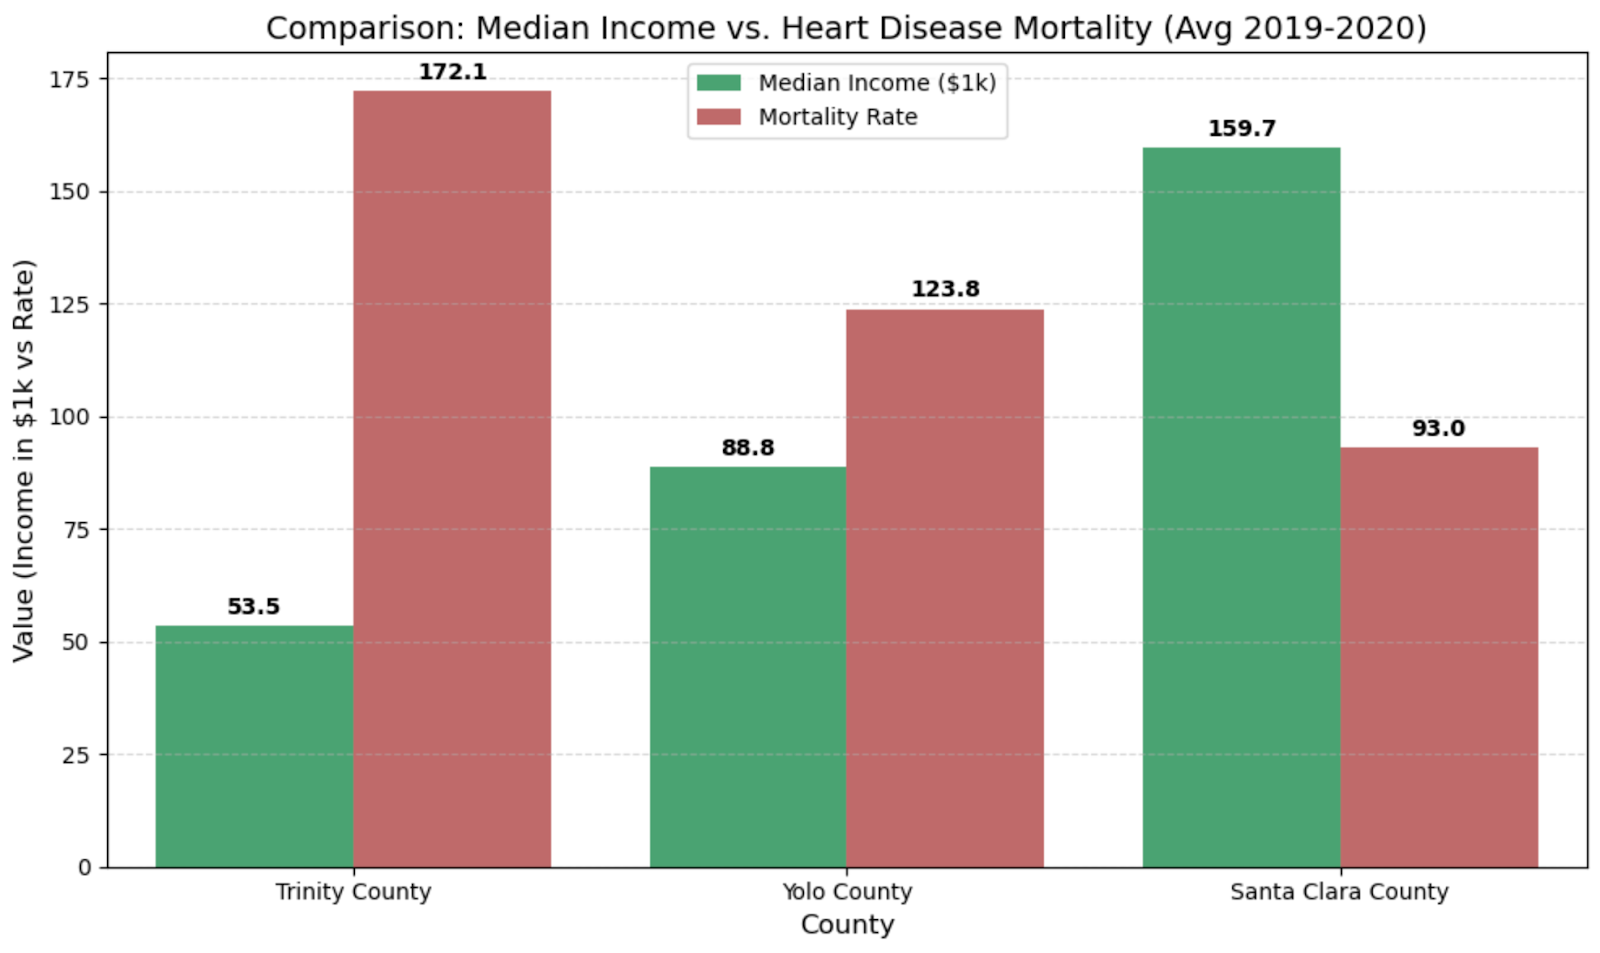 Comparison: Median Income vs. Heart Disease Mortality (Avg 2019-2020)
Median Income ($1k)
Mortality Rate
Value (Income in $1k vs Rate)
175
150
125
100
75
50
25
0
53.5
172.1
88.8
123.8
159.7
93.0
Trinity County
Yolo County
Santa Clara County
County